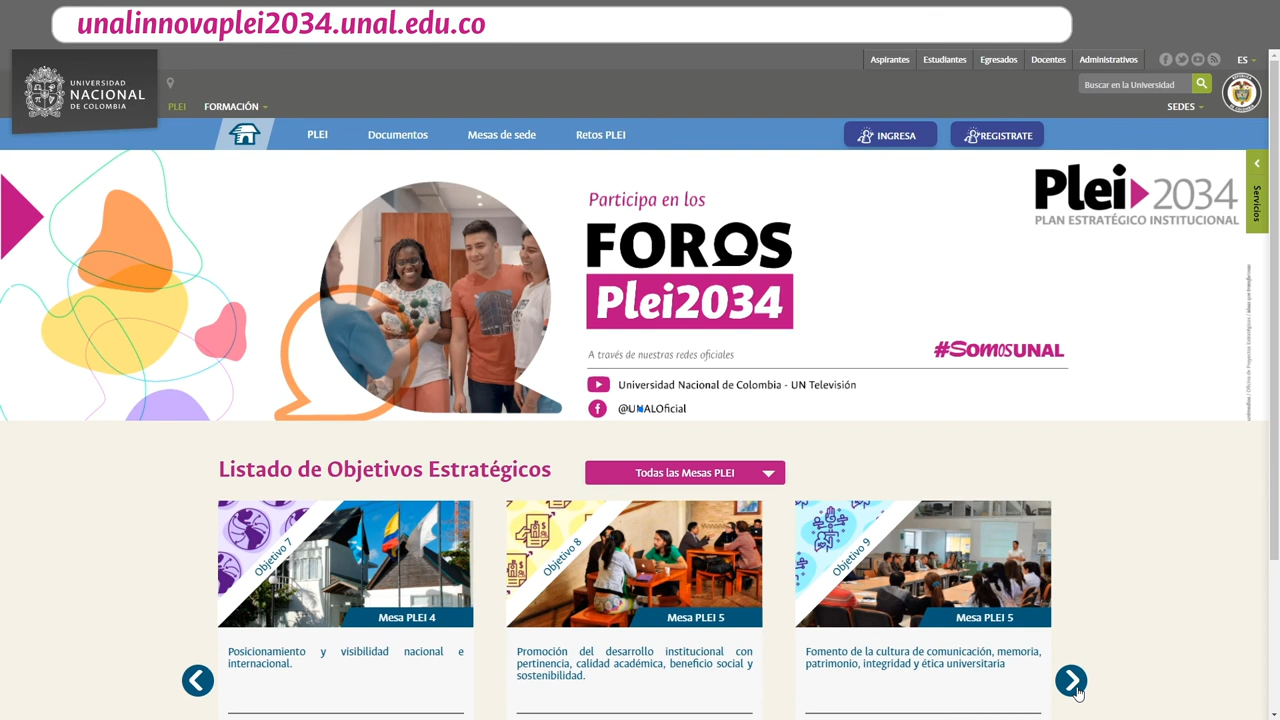 unalinnovaplei2034.unal.edu.co
UNIVERSIDAD
NACIONAL
DE COLOMBIA
Aspirantes
Estudiantes
Egresados
Docentes
Administrativos
ES
Buscar en la Universidad
PLEI
FORMACIÓN
SEDES
PLEI
Documentos
Mesas de sede
Retos PLEI
INGRESA
REGISTRATE
Servicios
Participa en los
FOROS
Plei2034
Plei 2034
PLAN ESTRATÉGICO INSTITUCIONAL
A través de nuestras redes oficiales
#SomosUNAL
Universidad Nacional de Colombia - UN Televisión
@UNALOficial
Listado de Objetivos Estratégicos
Todas las Mesas PLEI
Objetivo 7
Mesa PLEI 4
Posicionamiento y visibilidad nacional e
internacional.
Objetivo 8
Mesa PLEI 5
Promoción del desarrollo institucional con
pertinencia, calidad académica, beneficio social y
sostenibilidad.
Objetivo 9
Mesa PLEI 5
Fomento de la cultura de comunicación, memoria,
patrimonio, integridad y ética universitaria